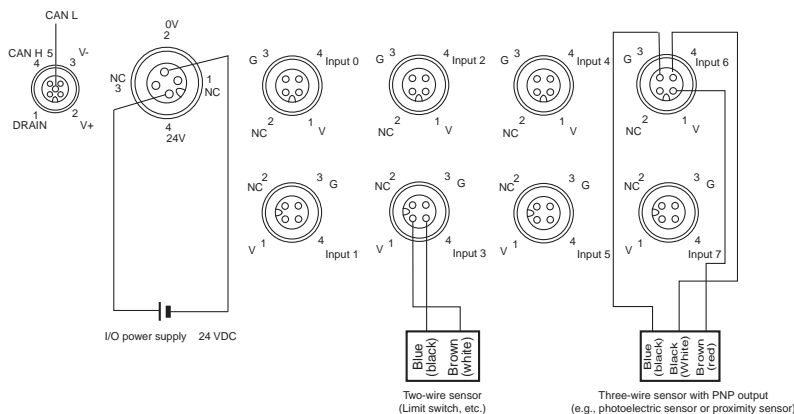 CAN L
CAN H 5 V-
4 3
1 2
DRAIN V+
0V
2
NC
3
1
NC
4
24V
G 3 4 Input 0
NC 2 1 V
G 3 4 Input 2
NC 2 1 V
G 3 4 Input 4
NC 2 1 V
G 3 4 Input 6
NC 2 1 V
NC 2 3 G
V 1 4 Input 1
NC 2 3 G
V 1 4 Input 3
NC 2 3 G
V 1 4 Input 5
NC 2 3 G
V 1 4 Input 7
I/O power supply 24 VDC
Blue
(black)
Brown
(white)
Two-wire sensor
(Limit switch, etc.)
Blue
(black)
Black
(White)
Brown
(red)
Three-wire sensor with PNP output
(e.g., photoelectric sensor or proximity sensor)